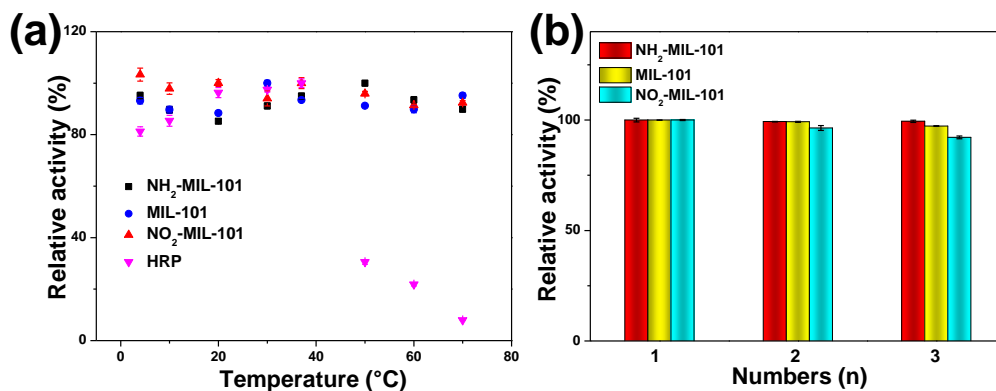 (a)
Relative activity (%)
120
80
40
0
NH2-MIL-101
MIL-101
NO2-MIL-101
HRP
0 20 40 60 80
Temperature (°C)
(b)
Relative activity (%)
100
50
0
NH2-MIL-101
MIL-101
NO2-MIL-101
1 2 3
Numbers (n)